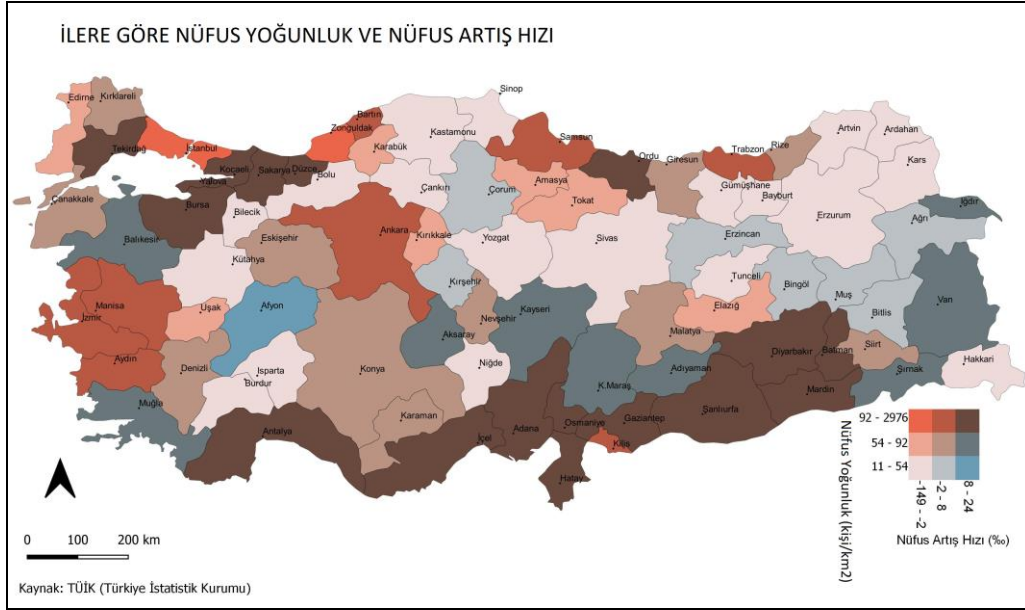 İLERE GÖRE NÜFUS YOĞUNLUK VE NÜFUS ARTIŞ HIZI
Sinop
Edirne
Kırklareli
Bartın
Zonguldak
Kastamonu
Samsun
Artvin
Ardahan
Tekirdağ
İstanbul
Karabük
Ordu
Giresun
Trabzon
Rize
Kars
Kocaeli
Sakarya
Düzce
Bolu
Yalova
Çankırı
Çorum
Amasya
Tokat
Gümüşhane
Bayburt
Erzurum
Iğdır
Çanakkale
Bursa
Bilecik
Ankara
Kırıkkale
Ağrı
Balıkesir
Eskişehir
Yozgat
Sivas
Erzincan
Kütahya
Tunceli
Kırşehir
Bingöl
Muş
Manisa
İzmir
Uşak
Afyon
Nevşehir
Kayseri
Elazığ
Bitlis
Van
Aksaray
Malatya
Aydın
Denizli
Isparta
Burdur
Konya
Niğde
Diyarbakır
Batman
Siirt
Hakkari
Muğla
K.Maraş
Adıyaman
Şırnak
Karaman
Mardin
Antalya
İçel
Adana
Osmaniye
Gaziantep
Şanlıurfa
Kilis
Hatay
Nüfus Yoğunluk (kişi/km2)
92 - 2976
54 - 92
11 - 54
-149 - -2
-2 - 8
8 - 24
Nüfus Artış Hızı (‰)
0 100 200 km
Kaynak: TÜİK (Türkiye İstatistik Kurumu)